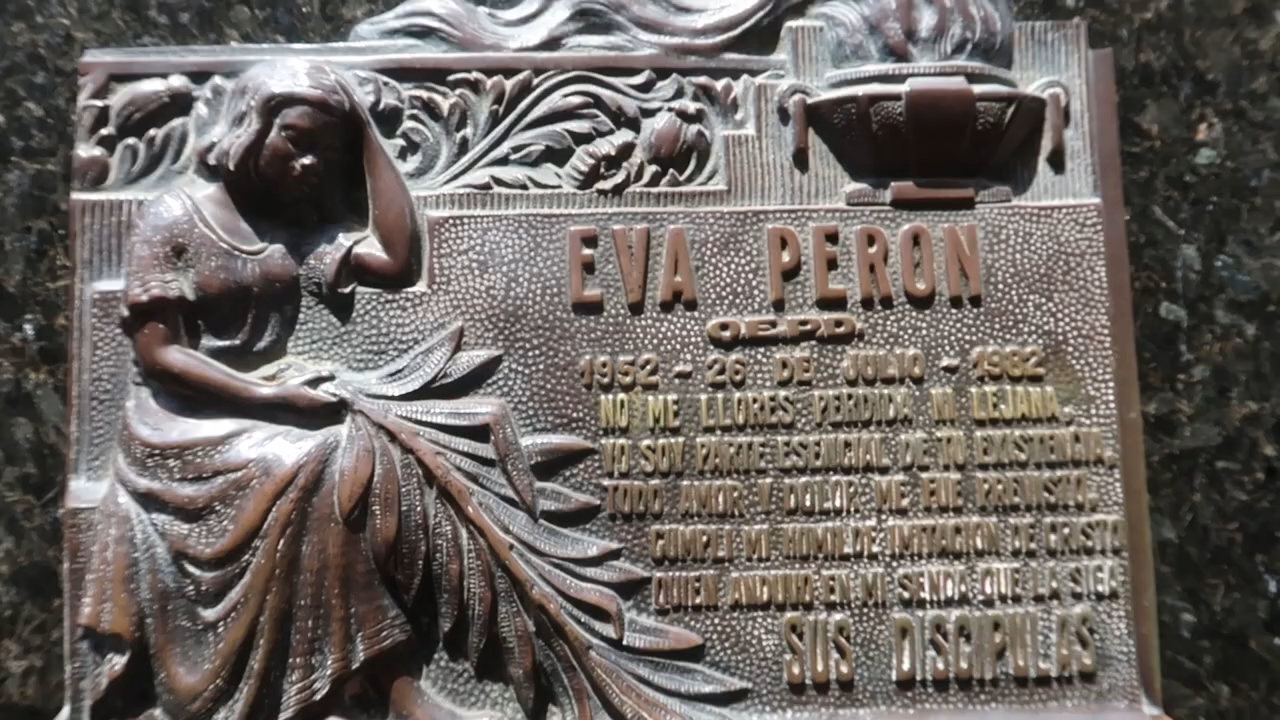 EVA PERON
Q.E.P.D.
1952 - 26 DE JULIO - 1982
NO ME LLORES PERDIDA NI LEJANA.
YO SOY PARTE ESENCIAL DE TU EXISTENCIA.
TODO AMOR Y DOLOR ME FUE PREVISTO.
CUMPLI MI HUMILDE IMITACION DE CRISTO
QUIEN ANDUVO EN MI SENDA QUE LA SIGA
SUS DISCIPULAS